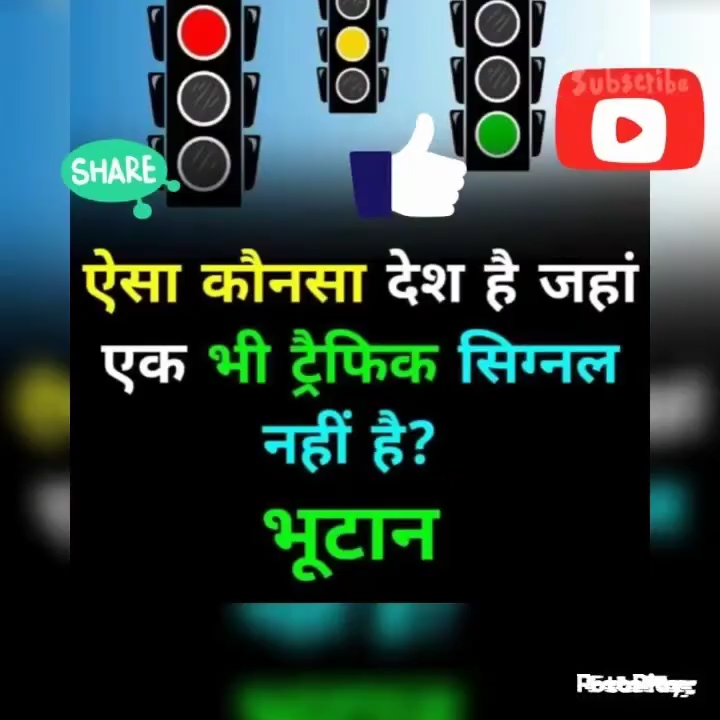 Subscribe
SHARE
ऐसा कौनसा देश है जहां
एक भी ट्रैफिक सिग्नल
नहीं है?
भूटान